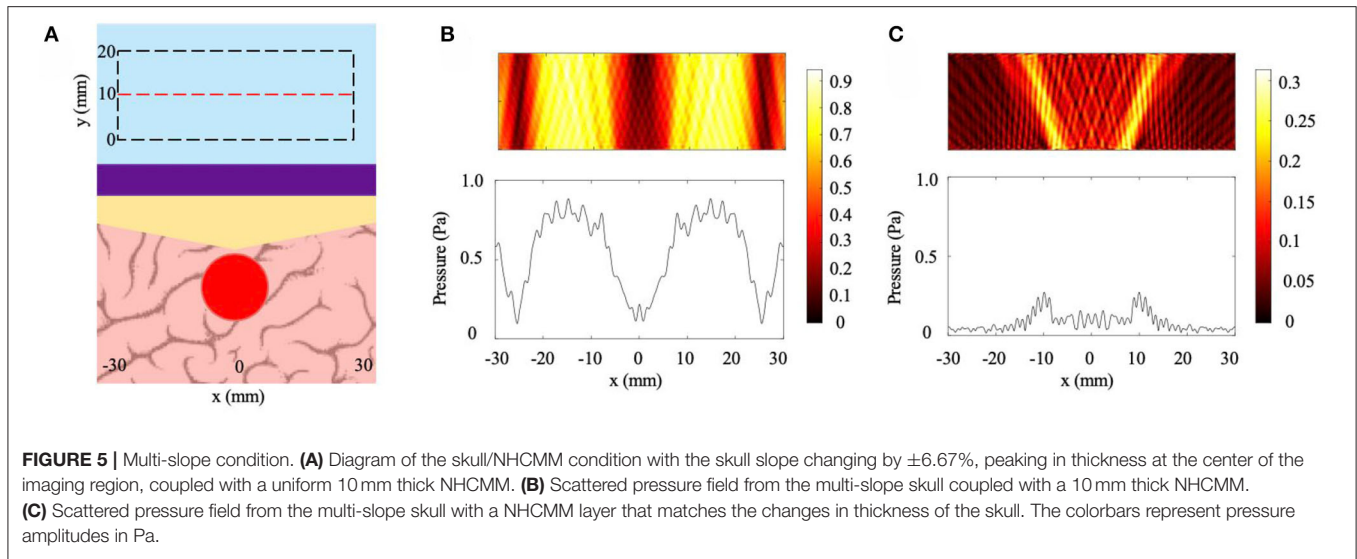 A
20
10
0
y (mm)
-30
0
30
x (mm)
B
0.9
0.8
0.7
0.6
0.5
0.4
0.3
0.2
0.1
0
1.0
0.5
0
Pressure (Pa)
-30 -20 -10 0 10 20 30
x (mm)
C
0.3
0.25
0.2
0.15
0.1
0.05
0
1.0
0.5
0
Pressure (Pa)
-30 -20 -10 0 10 20 30
x (mm)
FIGURE 5 | Multi-slope condition. (A) Diagram of the skull/NHCMM condition with the skull slope changing by ±6.67%, peaking in thickness at the center of the
imaging region, coupled with a uniform 10 mm thick NHCMM. (B) Scattered pressure field from the multi-slope skull coupled with a 10 mm thick NHCMM.
(C) Scattered pressure field from the multi-slope skull with a NHCMM layer that matches the changes in thickness of the skull. The colorbars represent pressure
amplitudes in Pa.